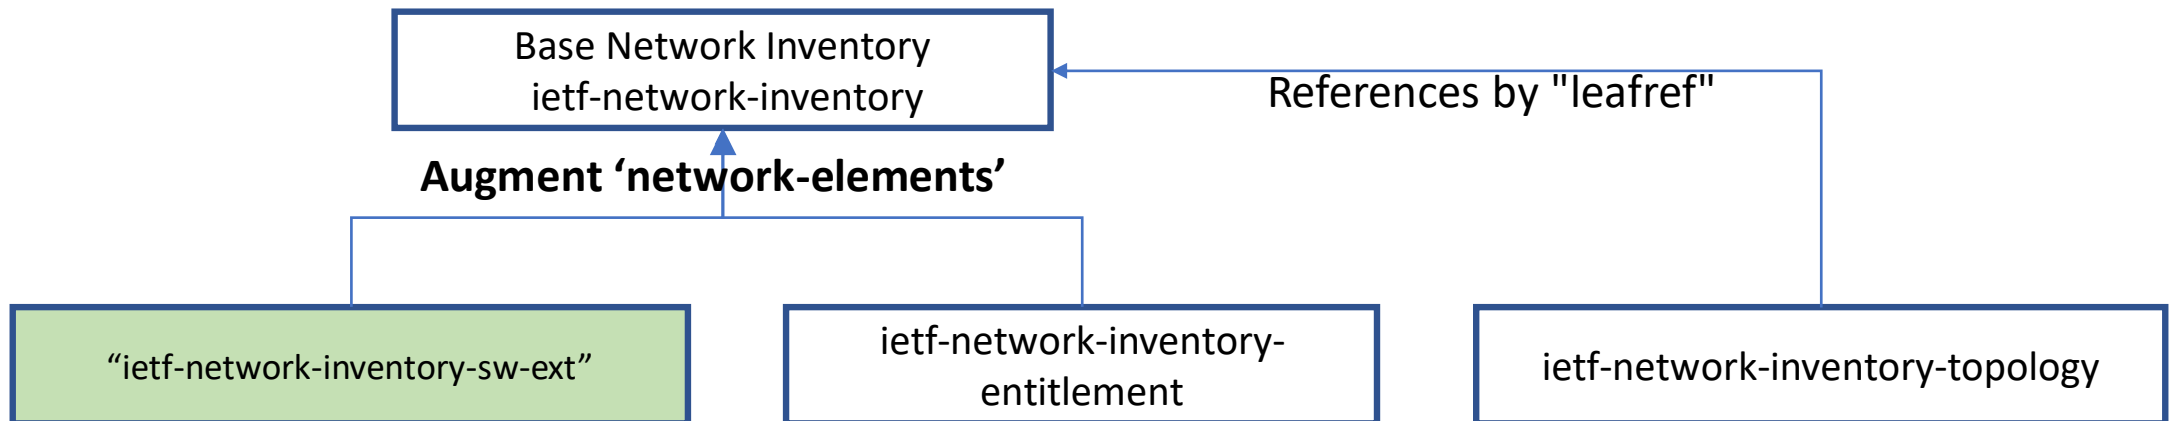 Base Network Inventory
ietf-network-inventory
References by "leafref"
Augment ‘network-elements’
“ietf-network-inventory-sw-ext”
ietf-network-inventory-
entitlement
ietf-network-inventory-topology